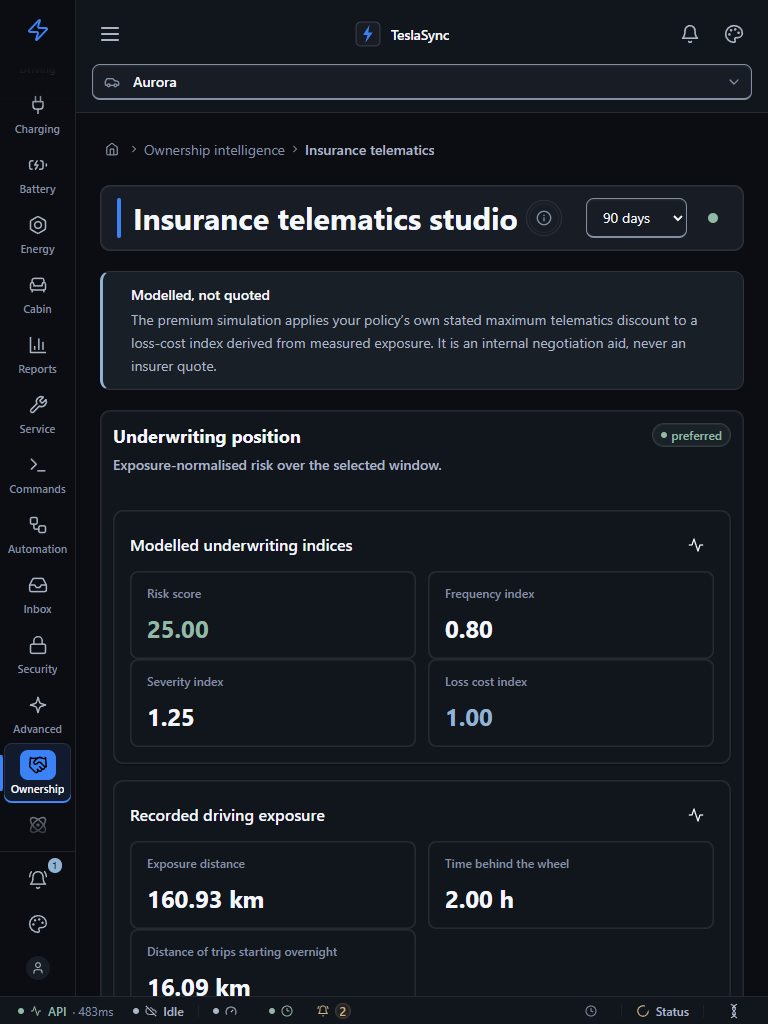 TeslaSync
Aurora
Driving
Charging
Battery
Energy
Cabin
Reports
Service
Commands
Automation
Inbox
Security
Advanced
Ownership
1
Ownership intelligence
Insurance telematics
Insurance telematics studio
90 days
Modelled, not quoted
The premium simulation applies your policy's own stated maximum telematics discount to a
loss-cost index derived from measured exposure. It is an internal negotiation aid, never an
insurer quote.
Underwriting position
preferred
Exposure-normalised risk over the selected window.
Modelled underwriting indices
Risk score
25.00
Frequency index
0.80
Severity index
1.25
Loss cost index
1.00
Recorded driving exposure
Exposure distance
160.93 km
Time behind the wheel
2.00 h
Distance of trips starting overnight
16.09 km
API · 483ms
Idle
2
Status